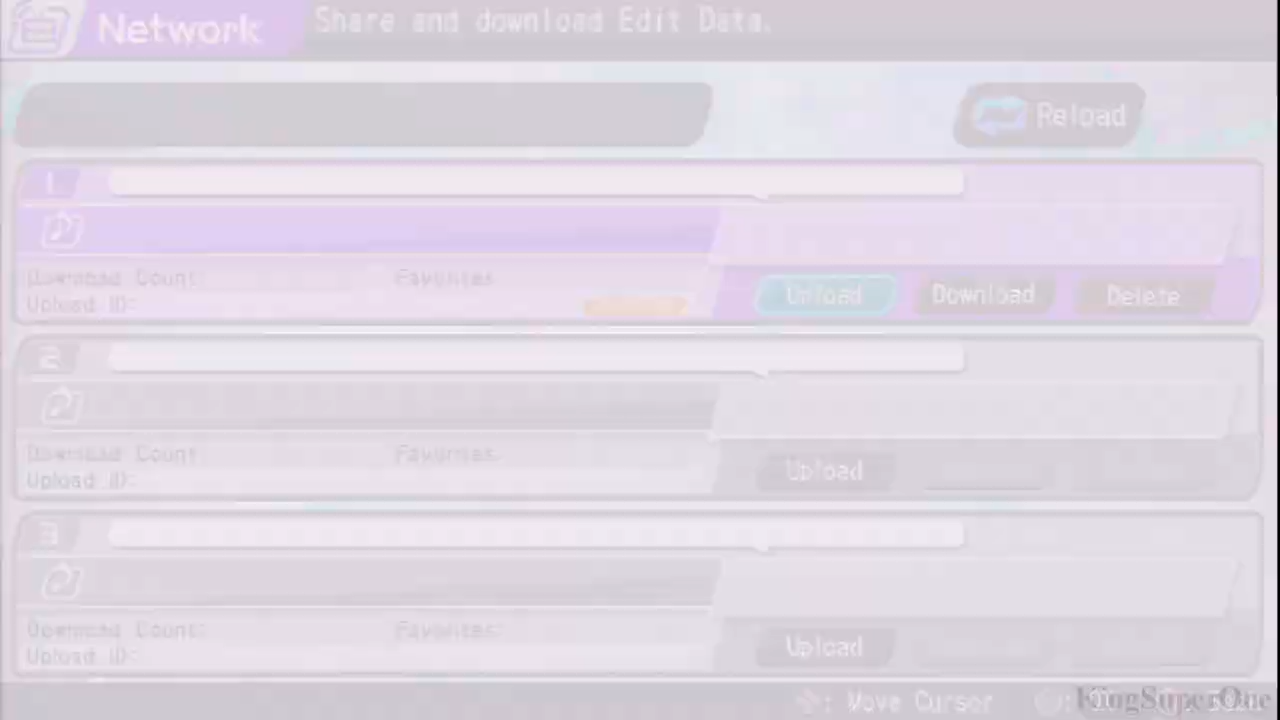 Network
Share and download Edit Data.
Reload
1
Download Count:
Favorites:
Upload ID:
Upload
Download
Delete
2
Download Count:
Favorites:
Upload ID:
Upload
3
Download Count:
Favorites:
Upload ID:
Upload
: Move Cursor
KingSuperOne